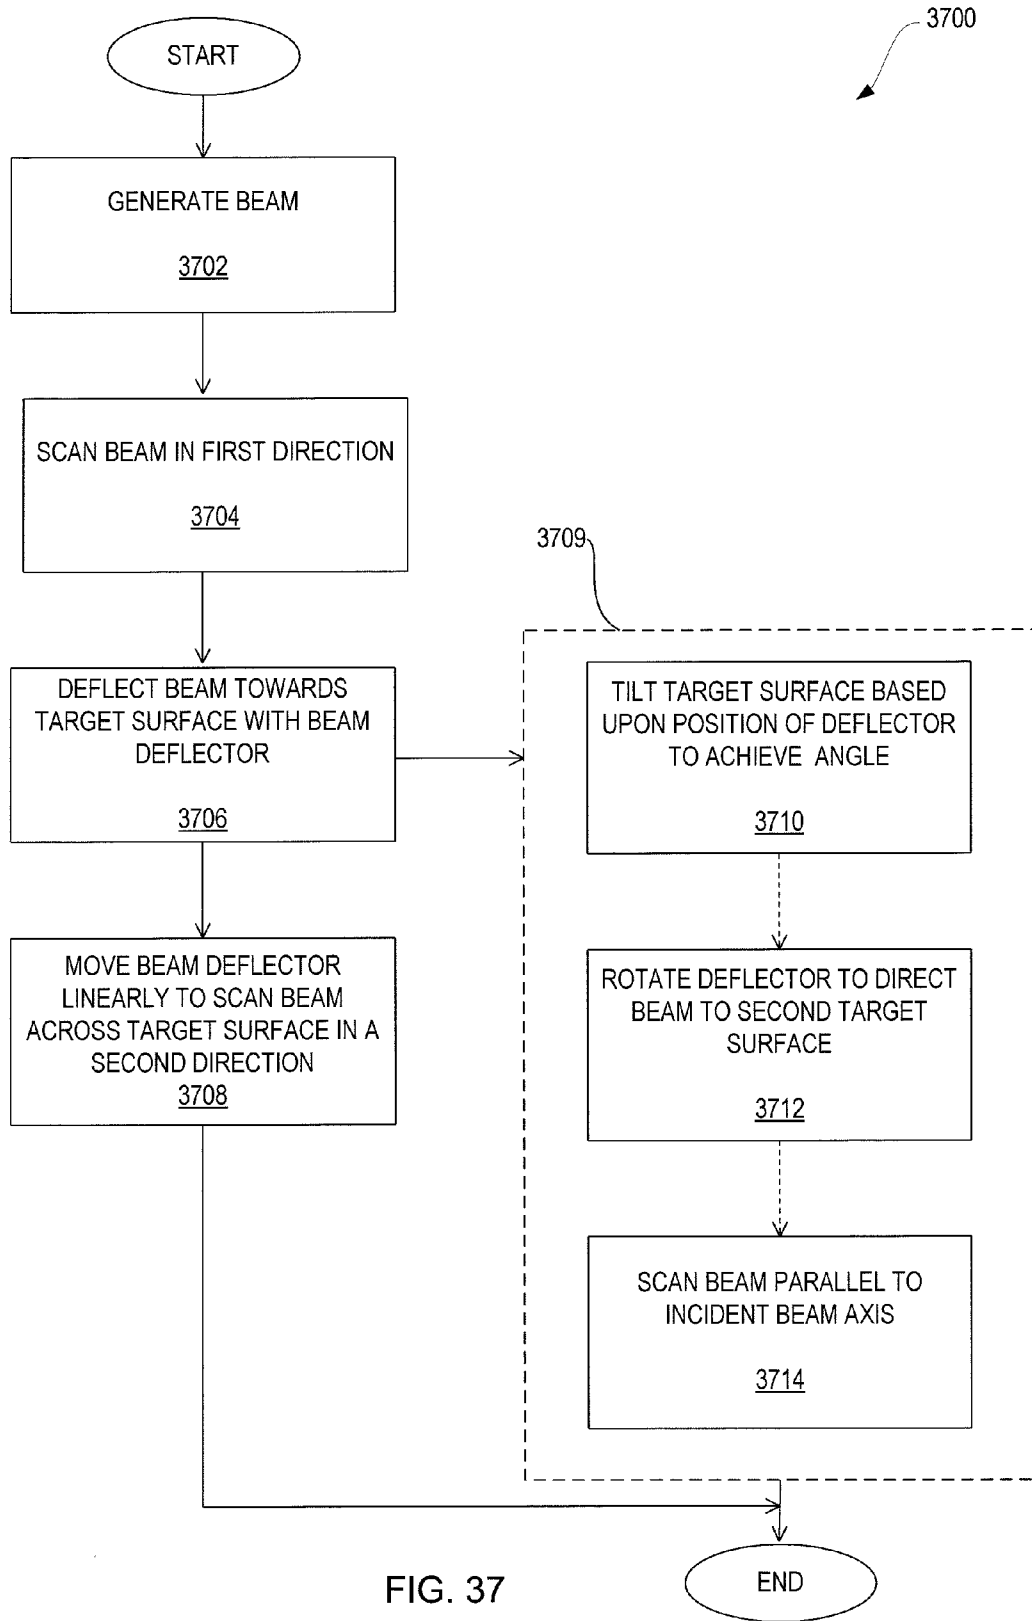 3700
START
GENERATE BEAM
3702
SCAN BEAM IN FIRST DIRECTION
3704
DEFLECT BEAM TOWARDS
TARGET SURFACE WITH BEAM
DEFLECTOR
3706
MOVE BEAM DEFLECTOR
LINEARLY TO SCAN BEAM
ACROSS TARGET SURFACE IN A
SECOND DIRECTION
3708
3709
TILT TARGET SURFACE BASED
UPON POSITION OF DEFLECTOR
TO ACHIEVE ANGLE
3710
ROTATE DEFLECTOR TO DIRECT
BEAM TO SECOND TARGET
SURFACE
3712
SCAN BEAM PARALLEL TO
INCIDENT BEAM AXIS
3714
END
FIG. 37